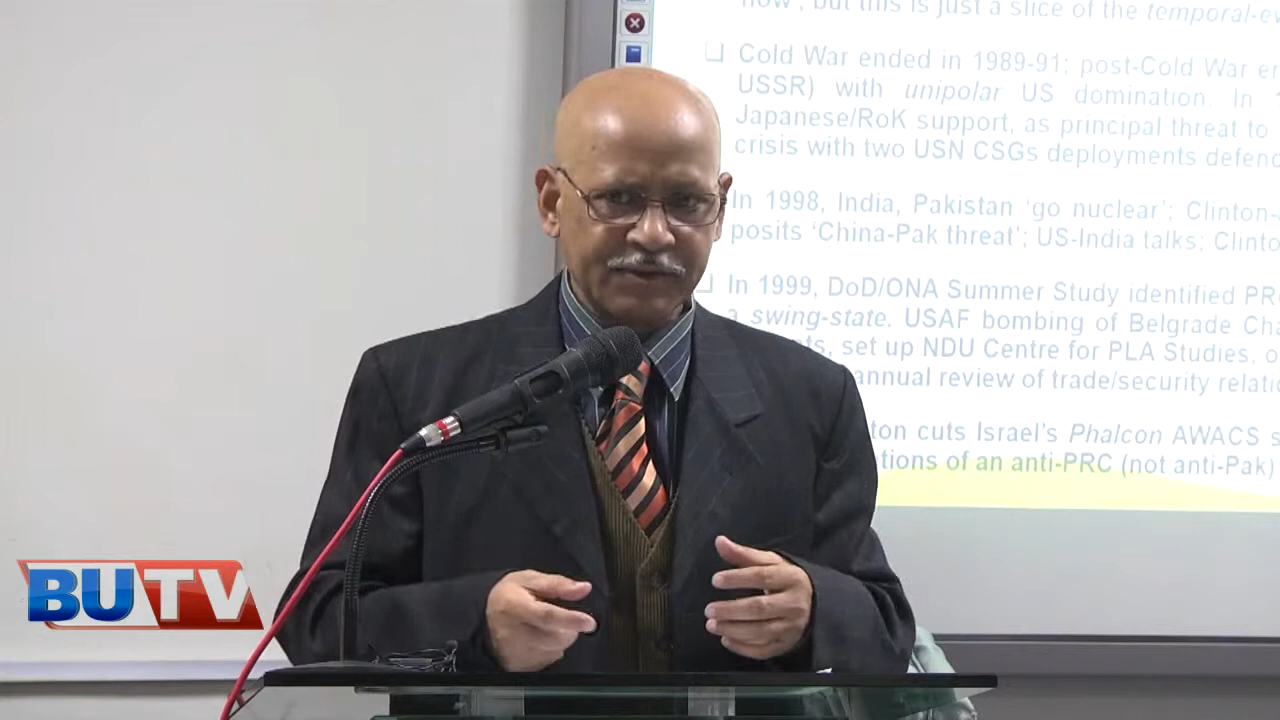 now', but this is just a slice of the temporal-ev
Cold War ended in 1989-91; post-Cold War er
USSR) with unipolar US domination. In
Japanese/RoK support, as principal threat to
crisis with two USN CSGs deployments defenc
In 1998, India, Pakistan 'go nuclear'; Clinton-
posits 'China-Pak threat'; US-India talks; Clinto
In 1999, DoD/ONA Summer Study identified PR
a swing-state. USAF bombing of Belgrade Cha
ts, set up NDU Centre for PLA Studies, o
annual review of trade/security relati
ton cuts Israel's Phalcon AWACS s
tions of an anti-PRC (not anti-Pak)
BUTV